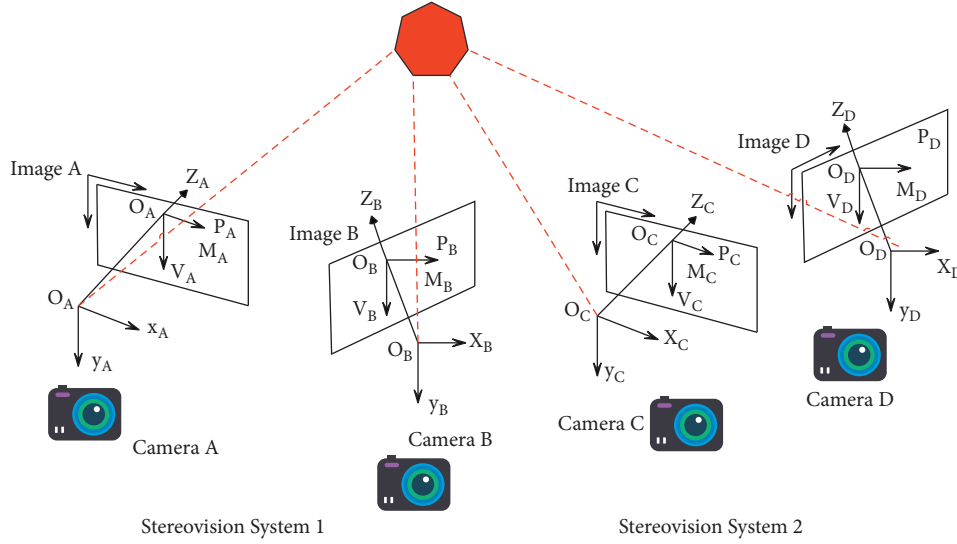 Image A
Z_A
O_A
P_A
M_A
V_A
O_A
x_A
y_A
Camera A
Z_B
Image B
O_B
P_B
M_B
V_B
O_B
X_B
y_B
Camera B
Stereovision System 1
Image C
Z_C
O_C
P_C
M_C
V_C
O_C
X_C
y_C
Camera C
Z_D
Image D
P_D
O_D
M_D
V_D
O_D
y_D
Camera D
Stereovision System 2